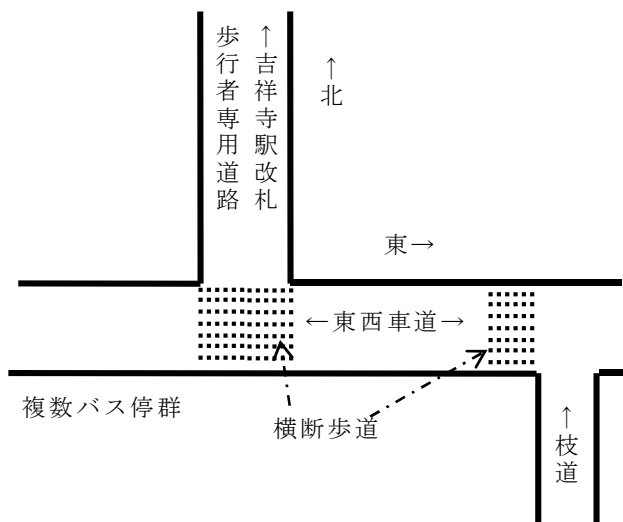 ↑吉祥寺駅改札
歩行者専用道路
↑北
東→
←東西車道→
複数バス停群
横断歩道
↑枝道